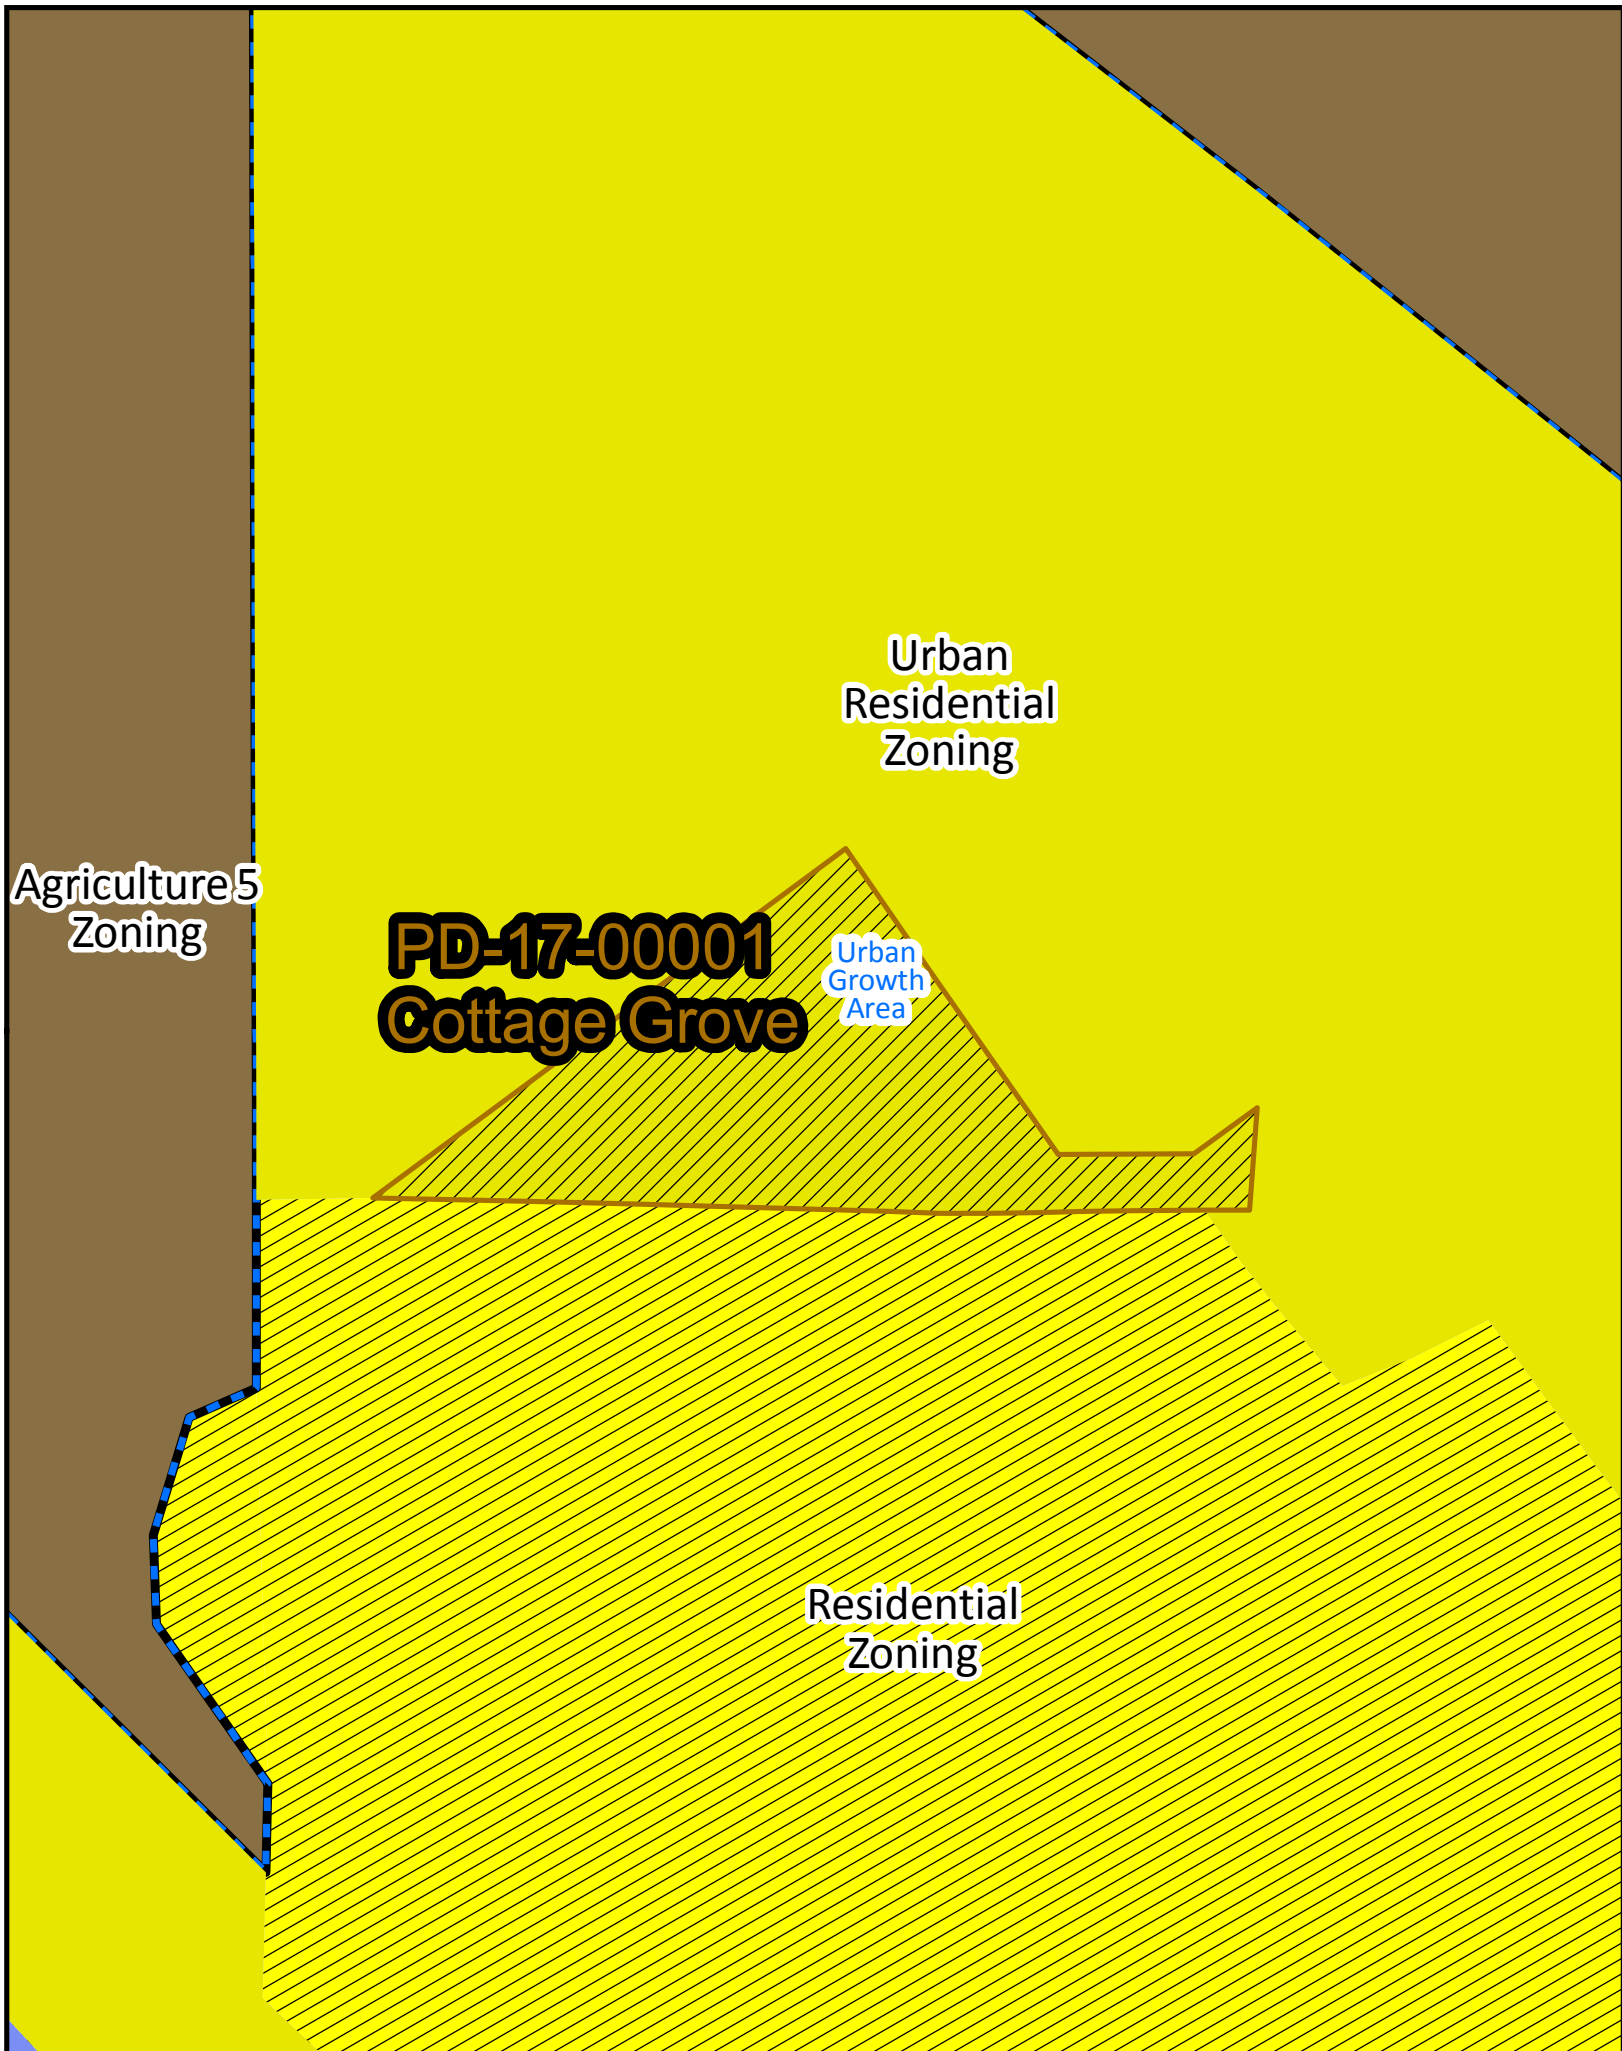 Urban
Residential
Zoning
Agriculture 5
Zoning
PD-17-00001
Cottage Grove
Urban
Growth
Area
Residential
Zoning